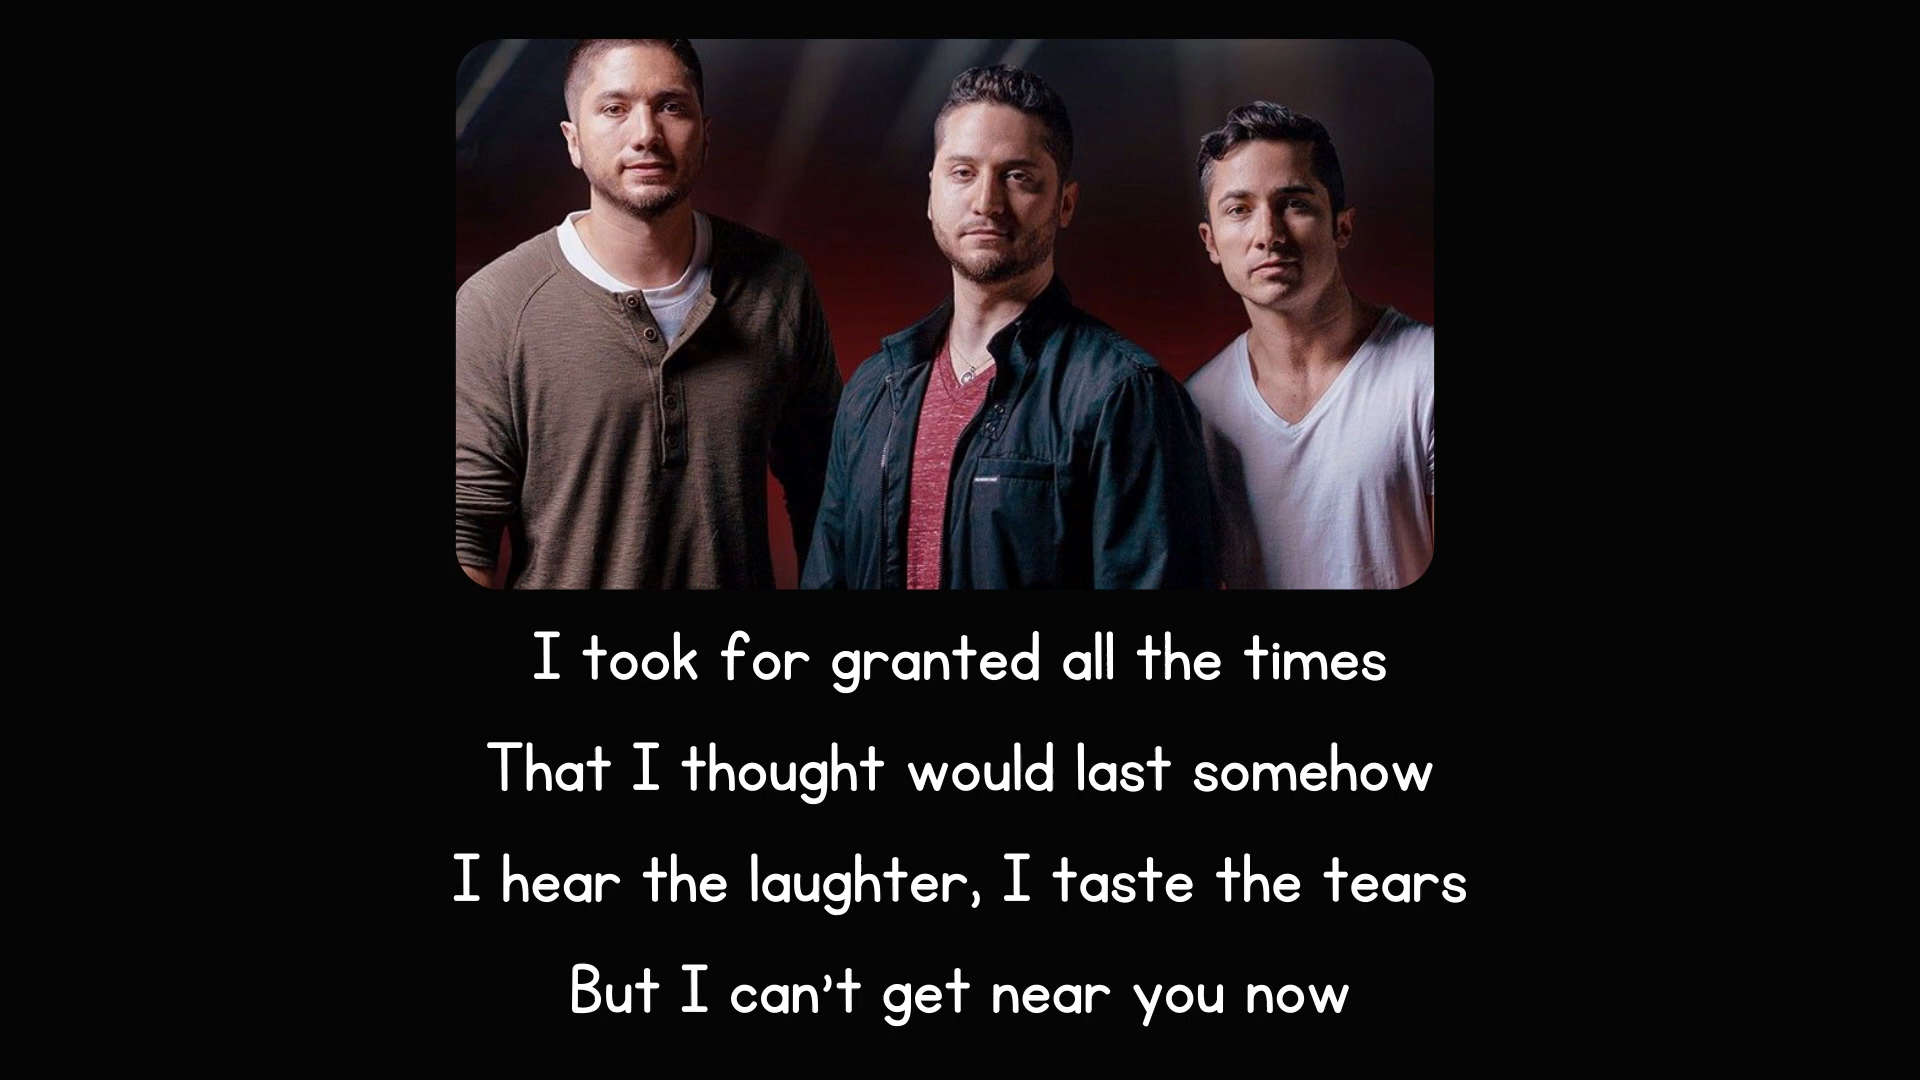 I took for granted all the times
That I thought would last somehow
I hear the laughter, I taste the tears
But I can't get near you now